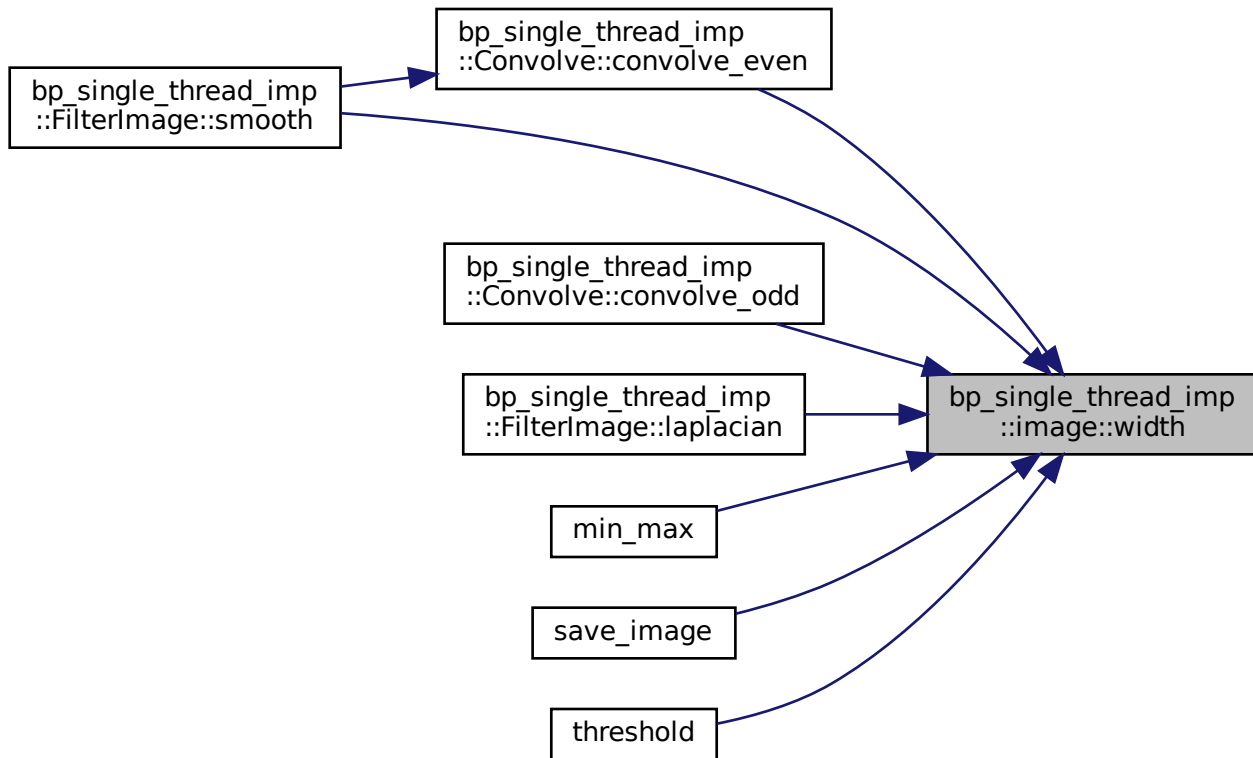 bp_single_thread_imp
::Convolve::convolve_even
bp_single_thread_imp
::FilterImage::smooth
bp_single_thread_imp
::Convolve::convolve_odd
bp_single_thread_imp
::FilterImage::laplacian
bp_single_thread_imp
::image::width
min_max
save_image
threshold